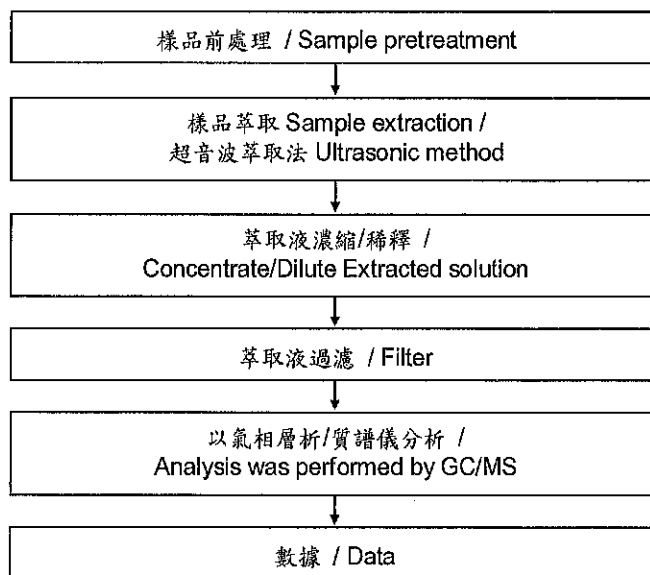 樣品前處理 / Sample pretreatment
樣品萃取 Sample extraction /
超音波萃取法 Ultrasonic method
萃取液濃縮/稀釋 /
Concentrate/Dilute Extracted solution
萃取液過濾 / Filter
以氣相層析/質譜儀分析 /
Analysis was performed by GC/MS
數據 / Data